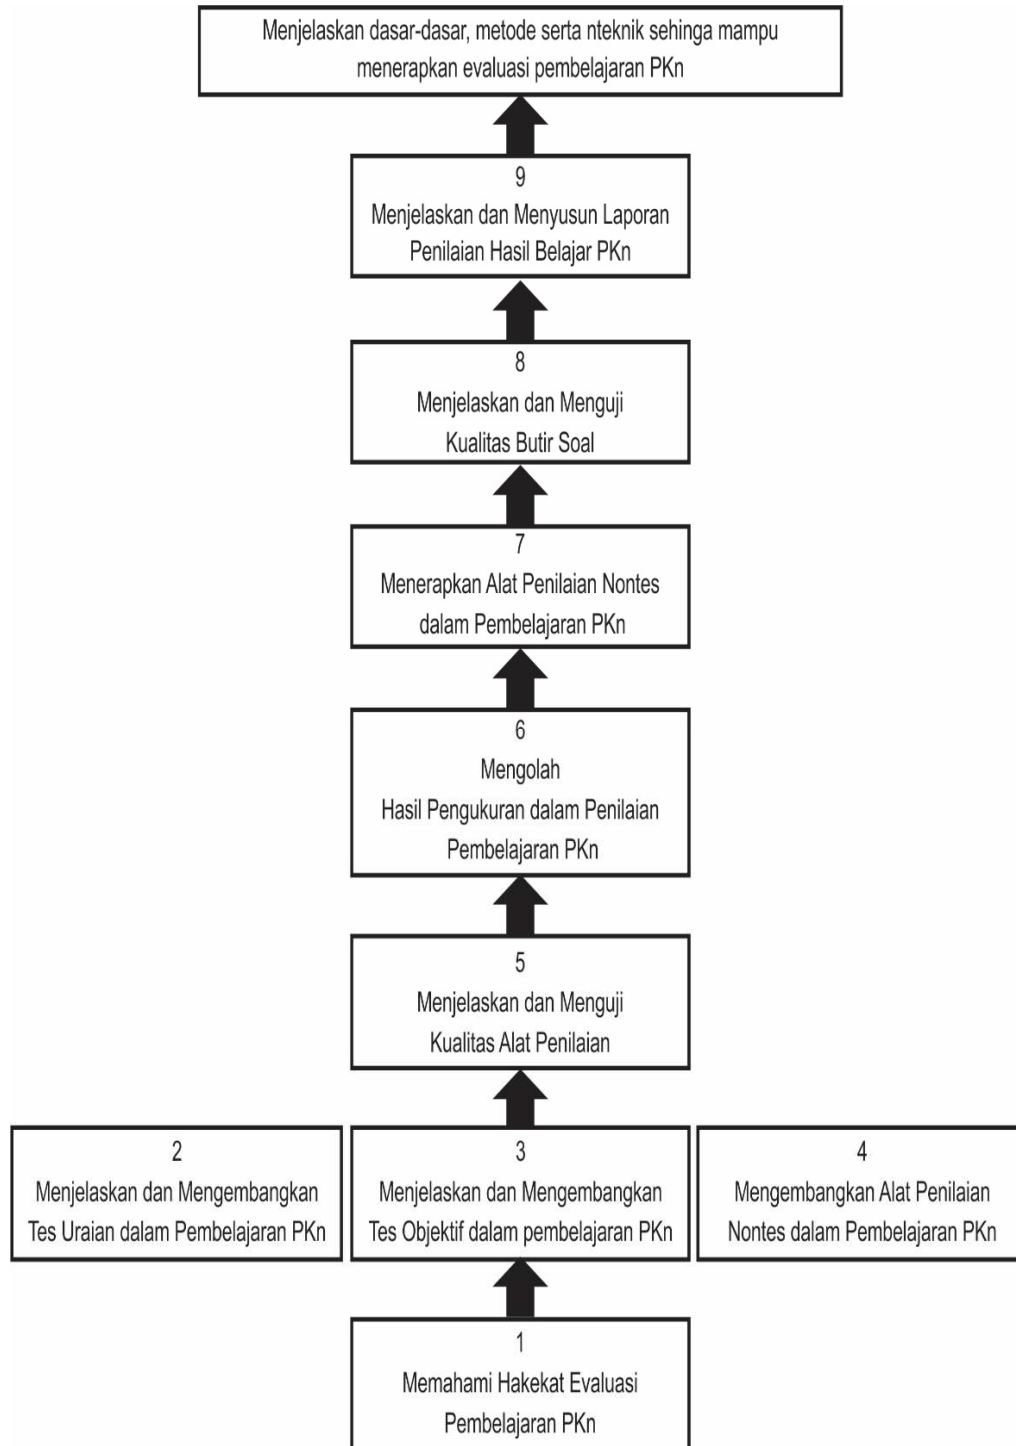 Menjelaskan dasar-dasar, metode serta nteknik sehinga mampu
menerapkan evaluasi pembelajaran PKn
9
Menjelaskan dan Menyusun Laporan
Penilaian Hasil Belajar PKn
8
Menjelaskan dan Menguji
Kualitas Butir Soal
7
Menerapkan Alat Penilaian Nontes
dalam Pembelajaran PKn
6
Mengolah
Hasil Pengukuran dalam Penilaian
Pembelajaran PKn
5
Menjelaskan dan Menguji
Kualitas Alat Penilaian
2
Menjelaskan dan Mengembangkan
Tes Uraian dalam Pembelajaran PKn
3
Menjelaskan dan Mengembangkan
Tes Objektif dalam pembelajaran PKn
4
Mengembangkan Alat Penilaian
Nontes dalam Pembelajaran PKn
1
Memahami Hakekat Evaluasi
Pembelajaran PKn